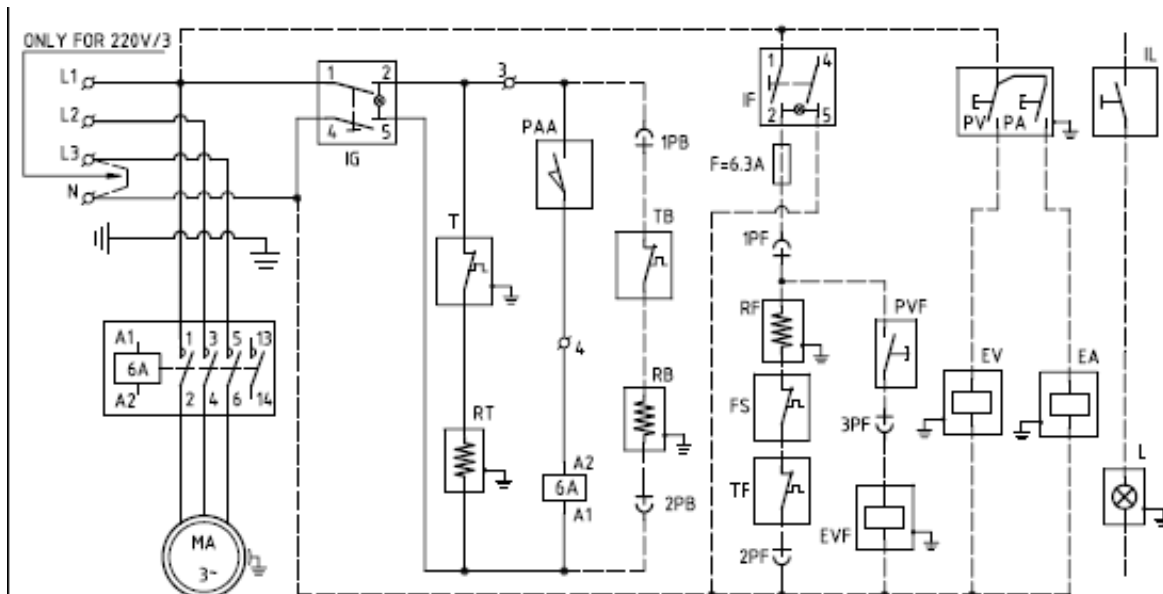 ONLY FOR 220V/3
L1
L2
L3
N
1 2
4 5
IG
3
PAA
1PB
T
TB
4
RT
RB
A2
6A
A1
2PB
1 4
IF
2 5
F=6.3A
1PF
RF
PVF
FS
3PF
TF
EVF
2PF
PV PA
IL
EV
EA
L
A1
6A
A2
1 3 5 13
2 4 6 14
MA
3~